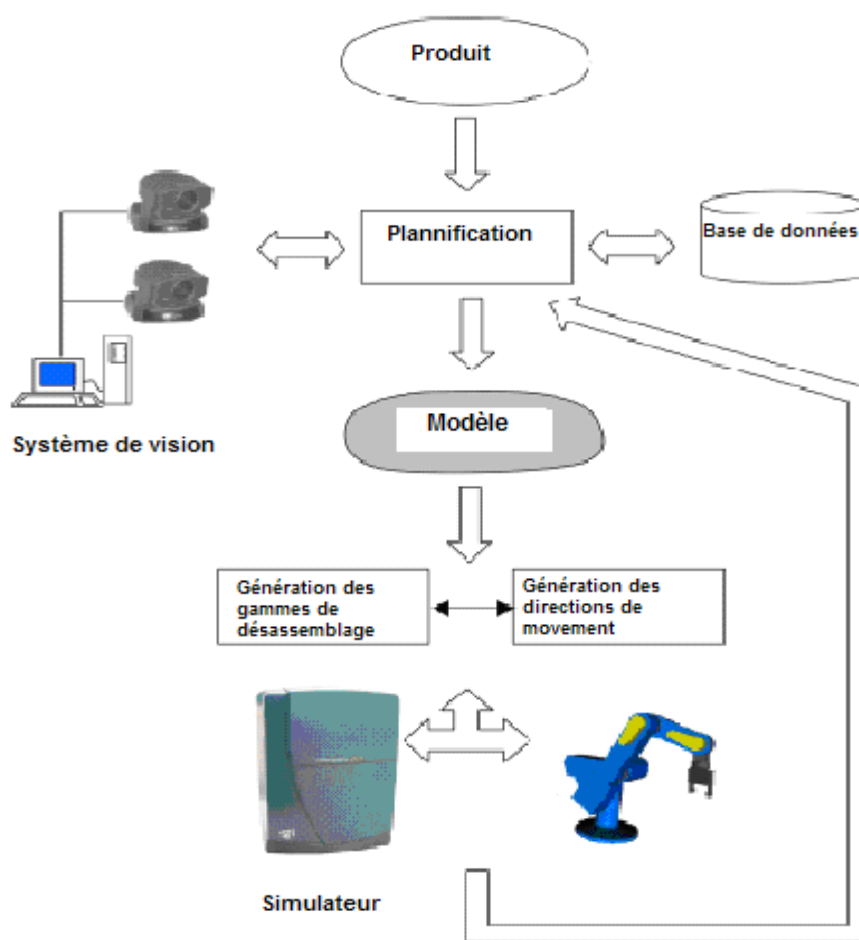 Produit
Plannification
Base de données
Système de vision
Modèle
Génération des
gammes de
désassemblage
Génération des
directions de
movement
Simulateur